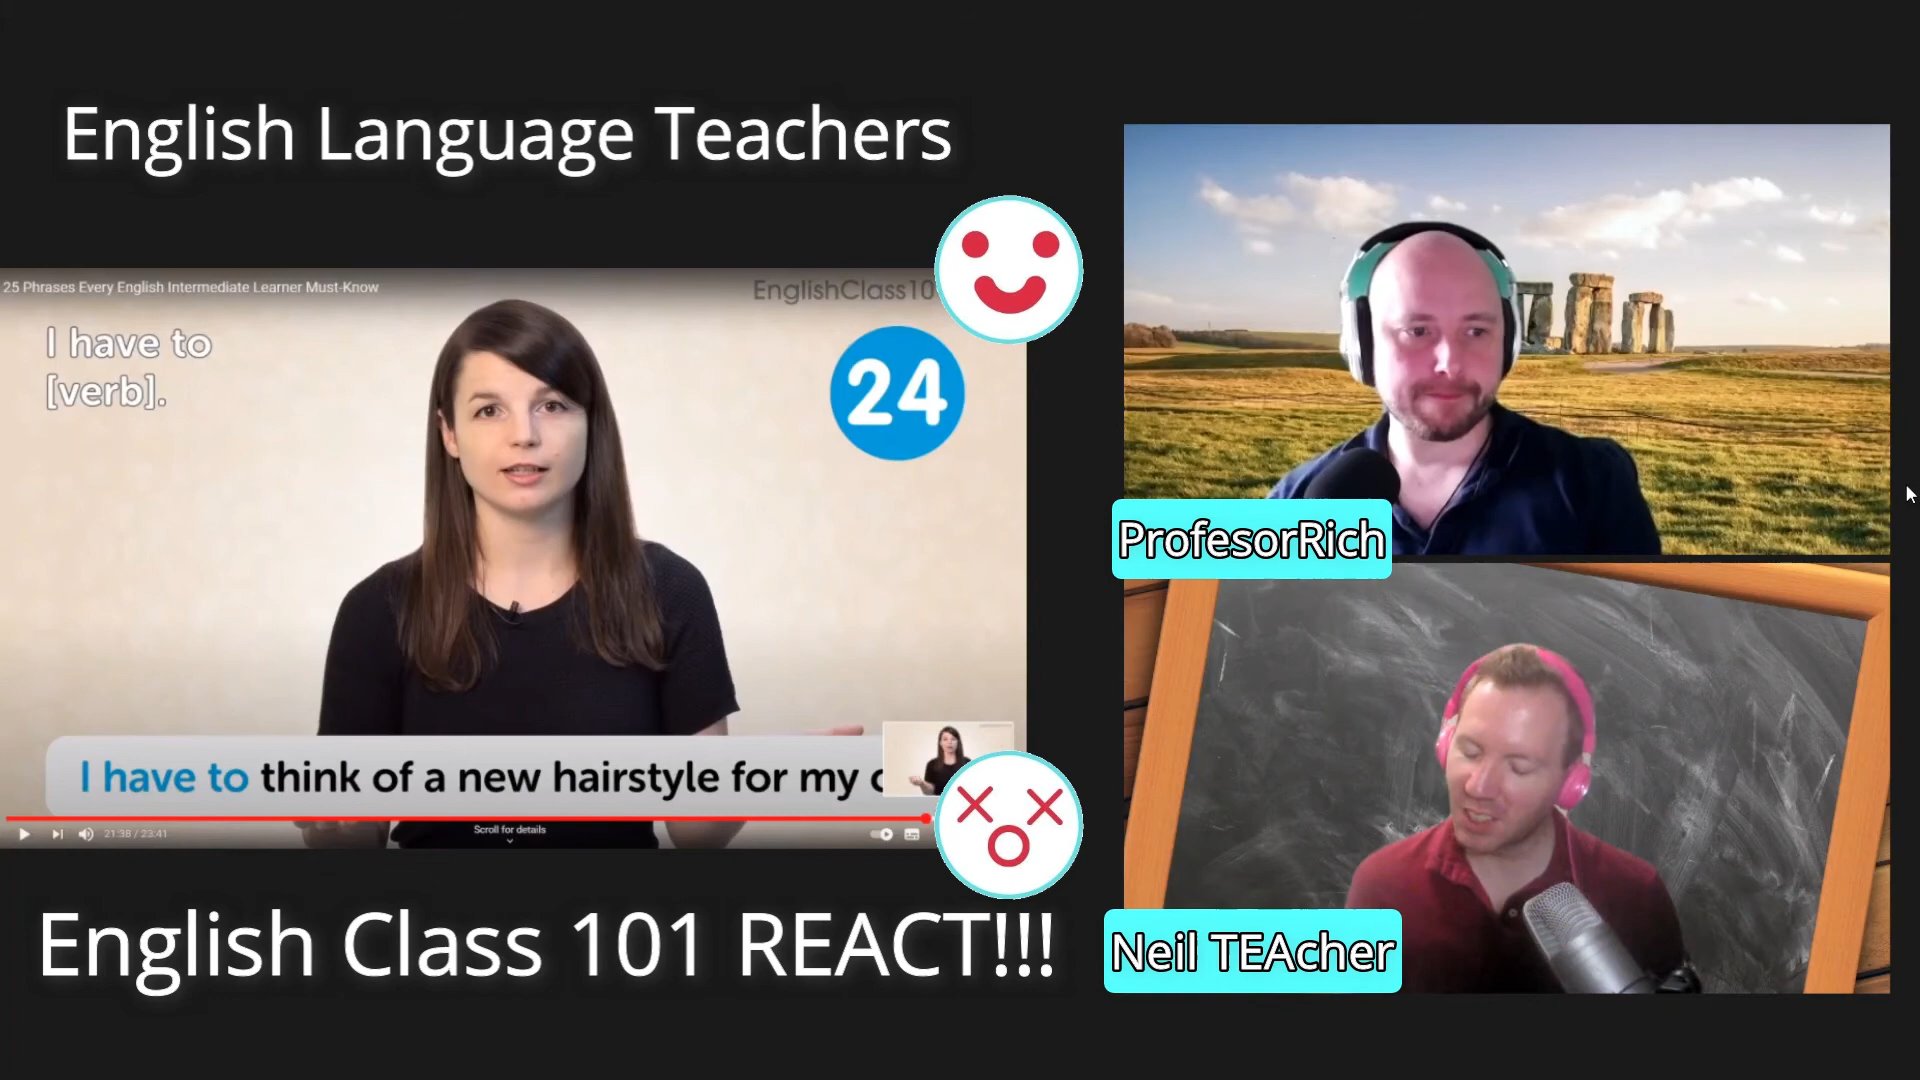 English Language Teachers
25 Phrases Every English Intermediate Learner Must-Know
EnglishClass10
I have to
[verb].
24
I have to think of a new hairstyle for my
21:38 / 23:41
Scroll for details
English Class 101 REACT!!!
ProfesorRich
Neil TEAcher